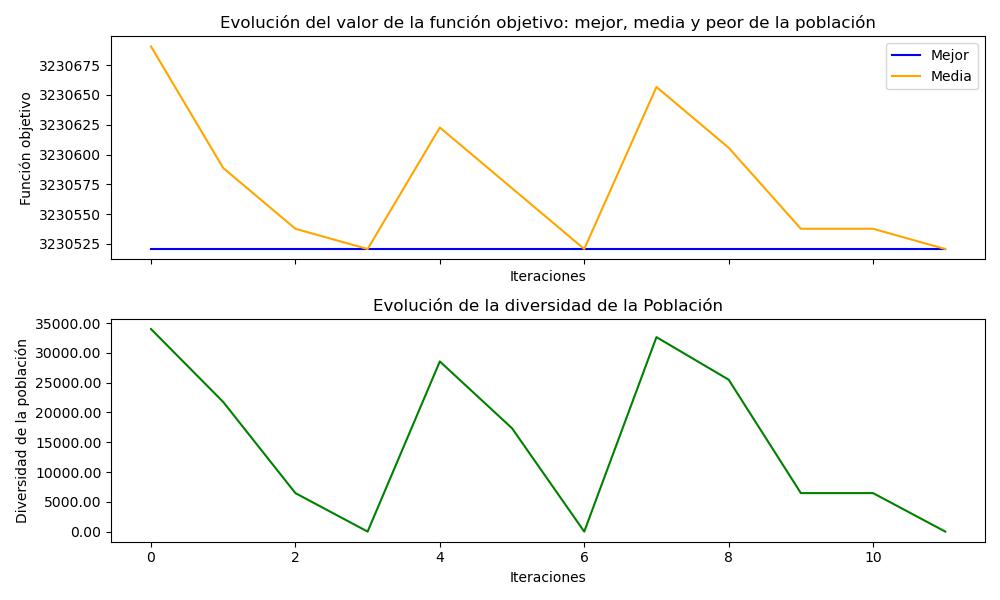 Evolución del valor de la función objetivo: mejor, media y peor de la población
Mejor
Media
Función objetivo
3230675
3230650
3230625
3230600
3230575
3230550
3230525
Iteraciones
Evolución de la diversidad de la Población
Diversidad de la población
35000.00
30000.00
25000.00
20000.00
15000.00
10000.00
5000.00
0.00
0 2 4 6 8 10
Iteraciones